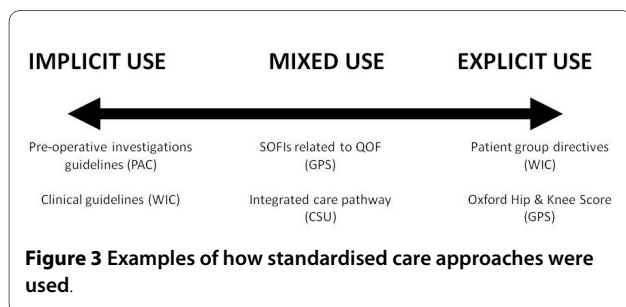 IMPLICIT USE MIXED USE EXPLICIT USE
Pre-operative investigations guidelines (PAC)
SOFIs related to QOF (GPS)
Patient group directives (WIC)
Clinical guidelines (WIC)
Integrated care pathway (CSU)
Oxford Hip & Knee Score (GPS)
Figure 3 Examples of how standardised care approaches were
used.